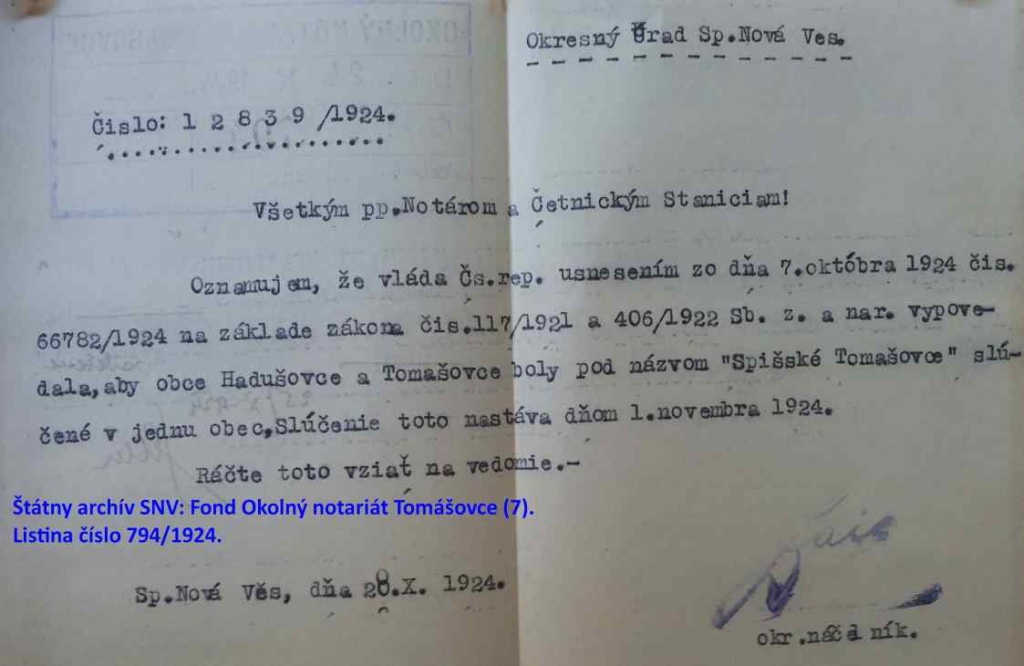 Okresný Úrad Sp.Nová Ves.
Čislo: 1 2 8 3 9 /1924.
Všetkým pp.Notárom a Četnickým Staniciam!
Oznamujem, že vláda Čs.rep. usnesením zo dňa 7.októbra 1924 čis.
66782/1924 na základe zákona čis.117/1921 a 406/1922 Sb. z. a nar. vypove-
dala,aby obce Hadušovce a Tomašovce boly pod názvom "Spišské Tomašovce" slú-
čené v jednu obec,Slúčenie toto nastáva dňom 1.novembra 1924.
Ráčte toto vziať na vedomie.-
Štátny archív SNV: Fond Okolný notariát Tomášovce (7).
Listina číslo 794/1924.
Sp.Nová Věs, dňa 28.X. 1924.
okr.náčelník.